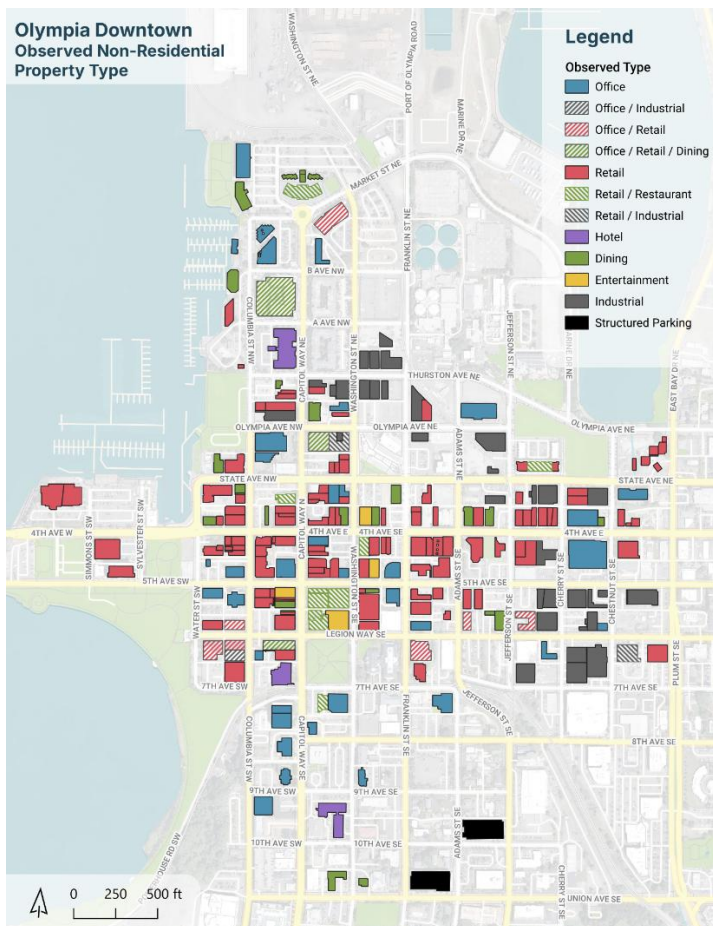 Olympia Downtown
Observed Non-Residential
Property Type
Legend
Observed Type
Office
Office / Industrial
Office / Retail
Office / Retail / Dining
Retail
Retail / Restaurant
Retail / Industrial
Hotel
Dining
Entertainment
Industrial
Structured Parking
WASHINGTON ST NE
PORT OF OLYMPIA ROAD
MARINE DR NE
MARKET ST NE
FRANKLIN ST NE
B AVE NW
A AVE NW
COLUMBIA ST NW
CAPITOL WAY NE
WASHINGTON ST NE
JEFFERSON ST NE
MARINE DR NE
EAST BAY DR NE
THURSTON AVE NE
OLYMPIA AVE NW
OLYMPIA AVE NE
OLYMPIA AVE NE
ADAMS ST NE
STATE AVE NW
STATE AVE NE
4TH AVE W
SIMMONS ST SW
SYLVESTER ST SW
CAPITOL WAY N
4TH AVE E
4TH AVE SE
4TH AVE E
5TH AVE SW
5TH AVE SE
WATER ST SW
WASHINGTON ST SE
ADAMS ST SE
JEFFERSON ST SE
CHERRY ST SE
CHESTNUT ST SE
LEGION WAY SE
PLUM ST SE
7TH AVE SW
7TH AVE SE
7TH AVE SE
JEFFERSON ST SE
COLUMBIA ST SW
CAPITOL WAY SE
FRANKLIN ST SE
8TH AVE SE
9TH AVE SW
9TH AVE SE
10TH AVE SW
10TH AVE SE
ADAMS ST SE
CHERRY ST SE
UNION AVE SE
0 250 500 ft